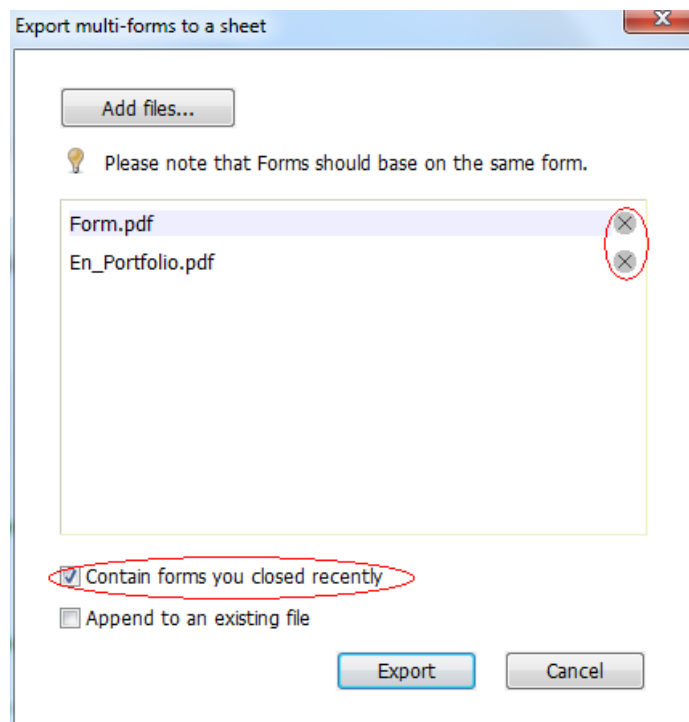 Export multi-forms to a sheet
Add files...
Please note that Forms should base on the same form.
Form.pdf
En_Portfolio.pdf
Contain forms you closed recently
Append to an existing file
Export Cancel